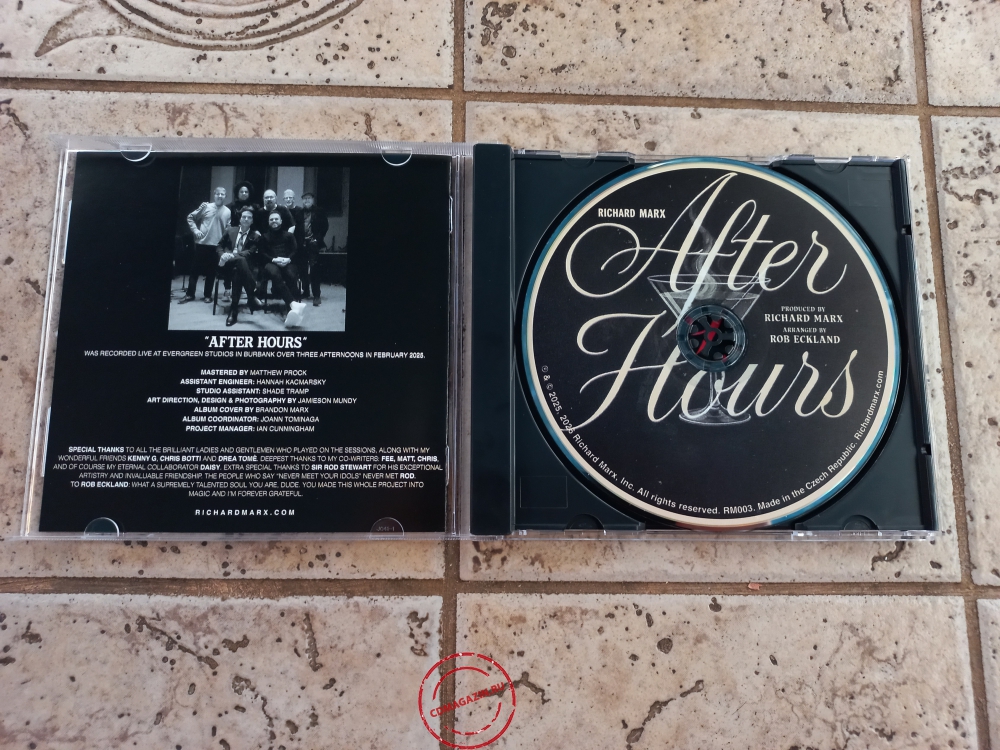 "AFTER HOURS"
WAS RECORDED LIVE AT EVERGREEN STUDIOS IN BURBANK OVER THREE AFTERNOONS IN FEBRUARY 2025.
MASTERED BY MATTHEW PROCK
ASSISTANT ENGINEER: HANNAH KACMARSKY
STUDIO ASSISTANT: SHADE TRAMP
ART DIRECTION, DESIGN & PHOTOGRAPHY BY JAMIESON MUNDY
ALBUM COVER BY BRANDON MARX
ALBUM COORDINATOR: JOANN TOMINAGA
PROJECT MANAGER: IAN CUNNINGHAM
SPECIAL THANKS TO ALL THE BRILLIANT LADIES AND GENTLEMEN WHO PLAYED ON THE SESSIONS, ALONG WITH MY
WONDERFUL FRIENDS KENNY G, CHRIS BOTTI AND DREA TOMÉ. DEEPEST THANKS TO MY CO-WRITERS: FEE, MATT, CHRIS,
AND OF COURSE MY ETERNAL COLLABORATOR DAISY. EXTRA SPECIAL THANKS TO SIR ROD STEWART FOR HIS EXCEPTIONAL
ARTISTRY AND INVALUABLE FRIENDSHIP. THE PEOPLE WHO SAY "NEVER MEET YOUR IDOLS" NEVER MET ROD.
TO ROB ECKLAND: WHAT A SUPREMELY TALENTED SOUL YOU ARE, DUDE. YOU MADE THIS WHOLE PROJECT INTO
MAGIC AND I'M FOREVER GRATEFUL.
RICHARDMARX.COM
RICHARD MARX
After
Hours
PRODUCED BY
RICHARD MARX
ARRANGED BY
ROB ECKLAND
℗ & © 2025, 2026 Richard Marx, Inc. All rights reserved. RM003. Made in the Czech Republic. Richardmarx.com
CDMAGAZIN.RU